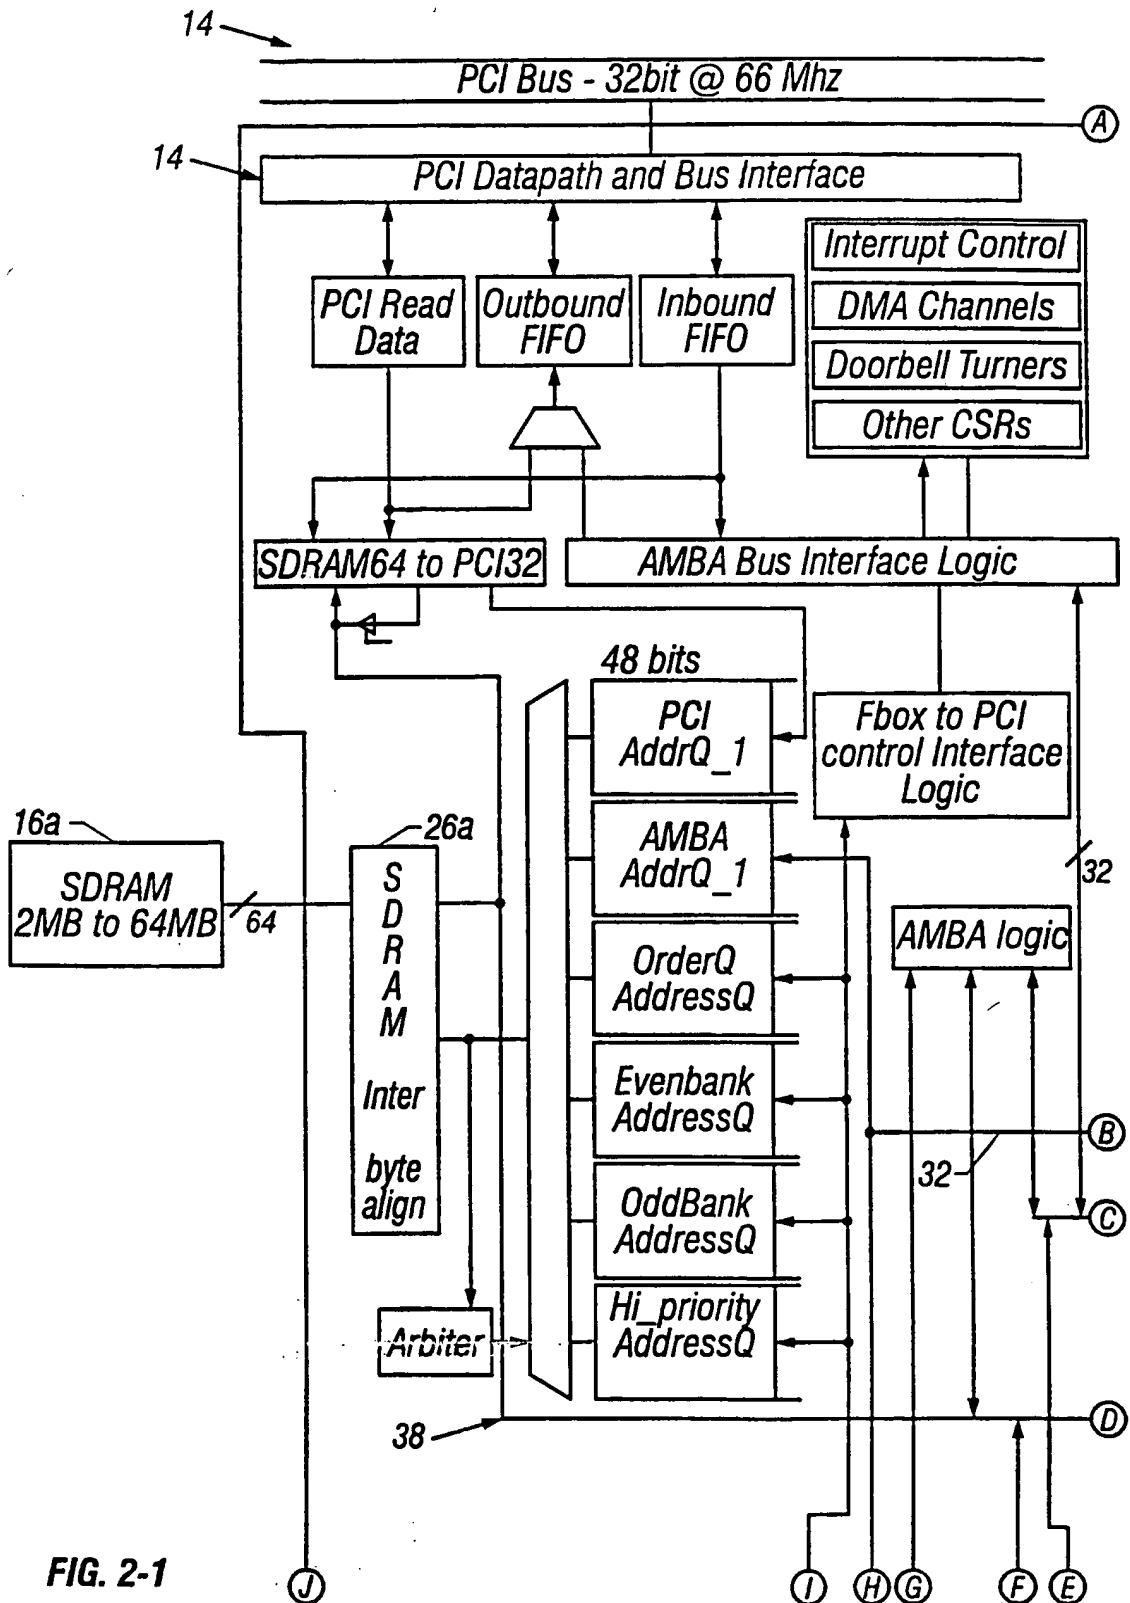 14
PCI Bus - 32bit @ 66 Mhz
A
14
PCI Datapath and Bus Interface
Interrupt Control
DMA Channels
Doorbell Turners
Other CSRs
PCI Read
Data
Outbound
FIFO
Inbound
FIFO
SDRAM64 to PCI32
AMBA Bus Interface Logic
48 bits
PCI
AddrQ_1
Fbox to PCI
control Interface
Logic
16a
26a
SDRAM
2MB to 64MB
64
SDRAM
Inter
byte
align
AMBA
AddrQ_1
32
AMBA logic
OrderQ
AddressQ
Evenbank
AddressQ
B
32
OddBank
AddressQ
C
Hi_priority
AddressQ
Arbiter
38
D
FIG. 2-1
J
I
H
G
F
E